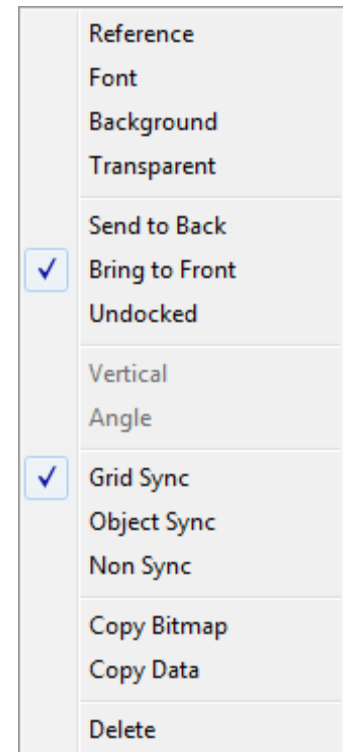 Reference
Font
Background
Transparent
Send to Back
Bring to Front
Undocked
Vertical
Angle
Grid Sync
Object Sync
Non Sync
Copy Bitmap
Copy Data
Delete